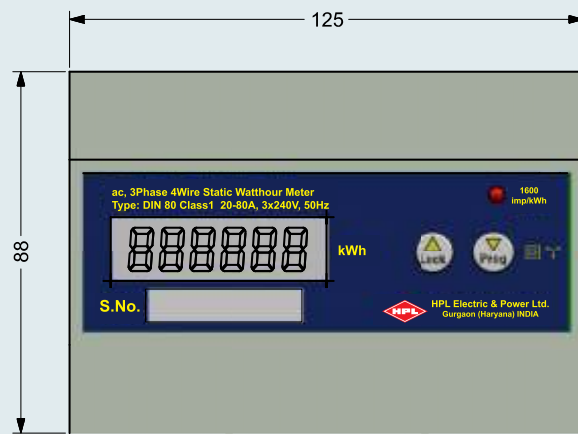 125
88
ac, 3Phase 4Wire Static Watthour Meter
Type: DIN 80 Class1 20-80A, 3x240V, 50Hz
1600
imp/kWh
888888
kWh
Lock
Prog
S.No.
HPL
HPL Electric & Power Ltd.
Gurgaon (Haryana) INDIA